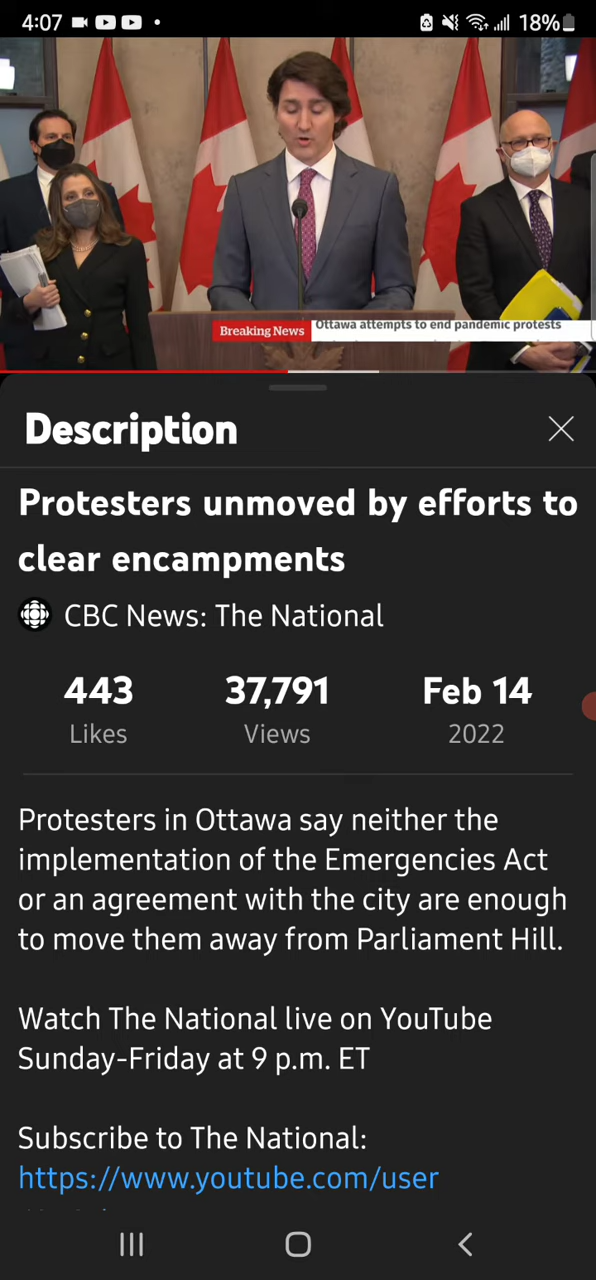 4:07
18%
Breaking News
Ottawa attempts to end pandemic protests
Description
Protesters unmoved by efforts to
clear encampments
CBC News: The National
443 37,791 Feb 14
Likes Views 2022
Protesters in Ottawa say neither the
implementation of the Emergencies Act
or an agreement with the city are enough
to move them away from Parliament Hill.
Watch The National live on YouTube
Sunday-Friday at 9 p.m. ET
Subscribe to The National:
https://www.youtube.com/user